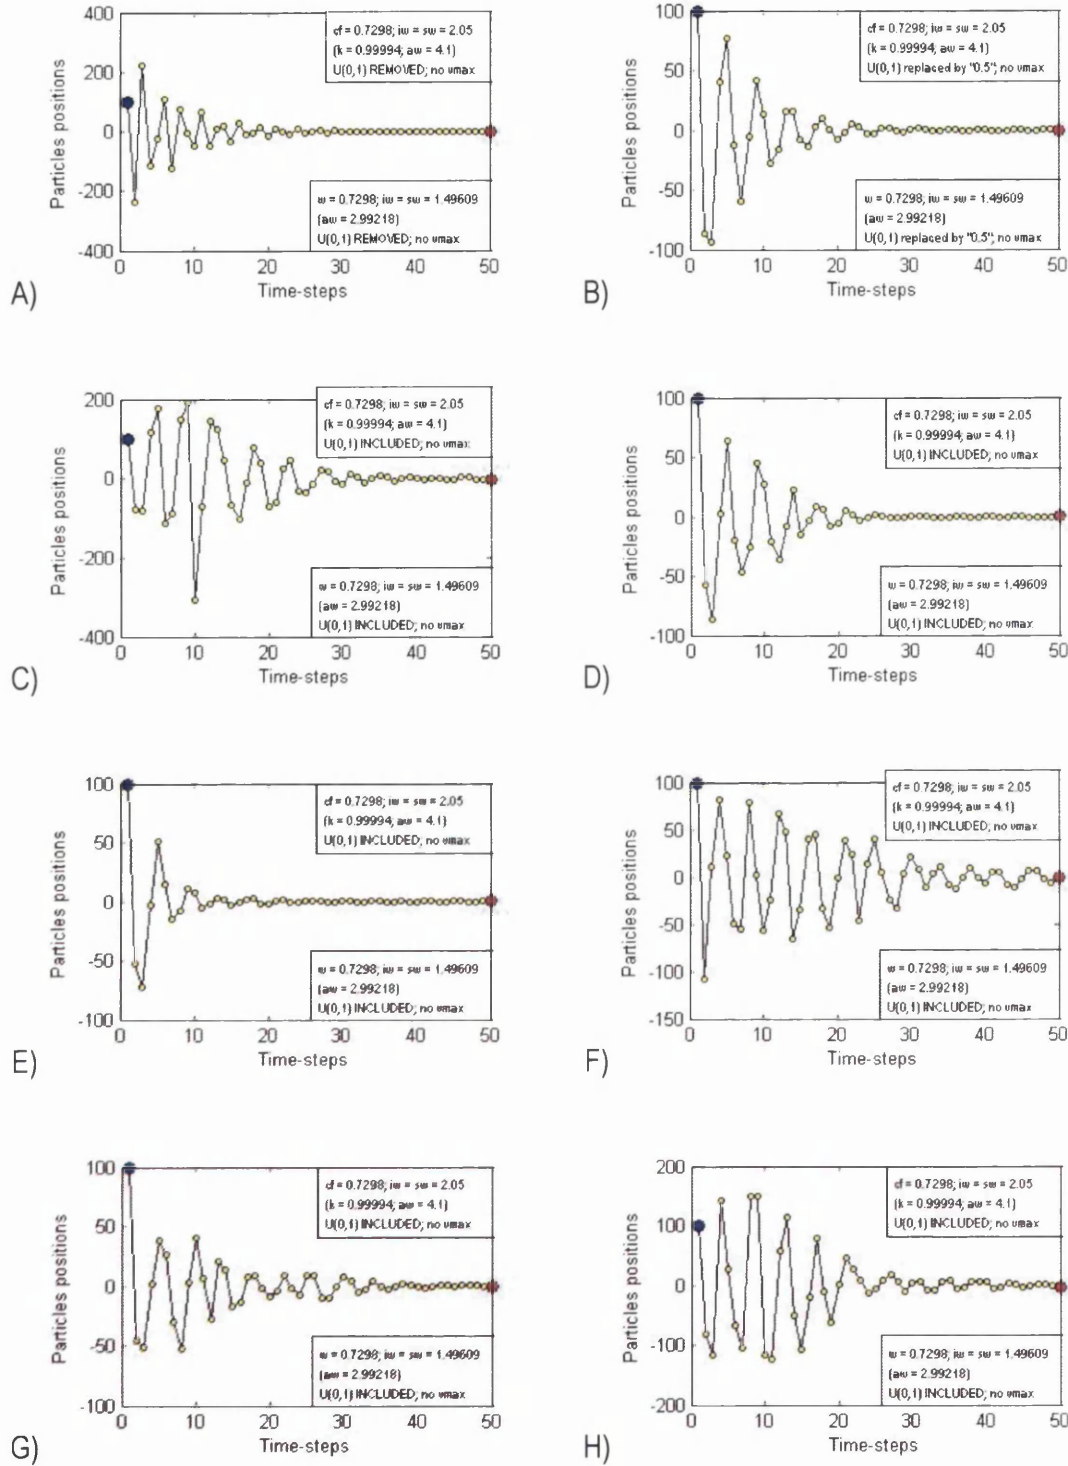 400
200
0
-200
-400
0
10
20
30
40
50
Particles positions
Time-steps
cf = 0.7298; iw = sw = 2.05
(k = 0.99994; aw = 4.1)
U(0,1) REMOVED; no vmax
w = 0.7298; iw = sw = 1.49609
(aw = 2.99218)
U(0,1) REMOVED; no vmax
A)
100
50
0
-50
-100
0
10
20
30
40
50
Particles positions
Time-steps
cf = 0.7298; iw = sw = 2.05
(k = 0.99994; aw = 4.1)
U(0,1) replaced by "0.5"; no vmax
w = 0.7298; iw = sw = 1.49609
(aw = 2.99218)
U(0,1) replaced by "0.5"; no vmax
B)
200
0
-200
-400
0
10
20
30
40
50
Particles positions
Time-steps
cf = 0.7298; iw = sw = 2.05
(k = 0.99994; aw = 4.1)
U(0,1) INCLUDED; no vmax
w = 0.7298; iw = sw = 1.49609
(aw = 2.99218)
U(0,1) INCLUDED; no vmax
C)
100
50
0
-50
-100
0
10
20
30
40
50
Particles positions
Time-steps
cf = 0.7298; iw = sw = 2.05
(k = 0.99994; aw = 4.1)
U(0,1) INCLUDED; no vmax
w = 0.7298; iw = sw = 1.49609
(aw = 2.99218)
U(0,1) INCLUDED; no vmax
D)
100
50
0
-50
-100
0
10
20
30
40
50
Particles positions
Time-steps
cf = 0.7298; iw = sw = 2.05
(k = 0.99994; aw = 4.1)
U(0,1) INCLUDED; no vmax
w = 0.7298; iw = sw = 1.49609
(aw = 2.99218)
U(0,1) INCLUDED; no vmax
E)
100
50
0
-50
-100
-150
0
10
20
30
40
50
Particles positions
Time-steps
cf = 0.7298; iw = sw = 2.05
(k = 0.99994; aw = 4.1)
U(0,1) INCLUDED; no vmax
w = 0.7298; iw = sw = 1.49609
(aw = 2.99218)
U(0,1) INCLUDED; no vmax
F)
100
50
0
-50
-100
0
10
20
30
40
50
Particles positions
Time-steps
cf = 0.7298; iw = sw = 2.05
(k = 0.99994; aw = 4.1)
U(0,1) INCLUDED; no vmax
w = 0.7298; iw = sw = 1.49609
(aw = 2.99218)
U(0,1) INCLUDED; no vmax
G)
200
100
0
-100
-200
0
10
20
30
40
50
Particles positions
Time-steps
cf = 0.7298; iw = sw = 2.05
(k = 0.99994; aw = 4.1)
U(0,1) INCLUDED; no vmax
w = 0.7298; iw = sw = 1.49609
(aw = 2.99218)
U(0,1) INCLUDED; no vmax
H)